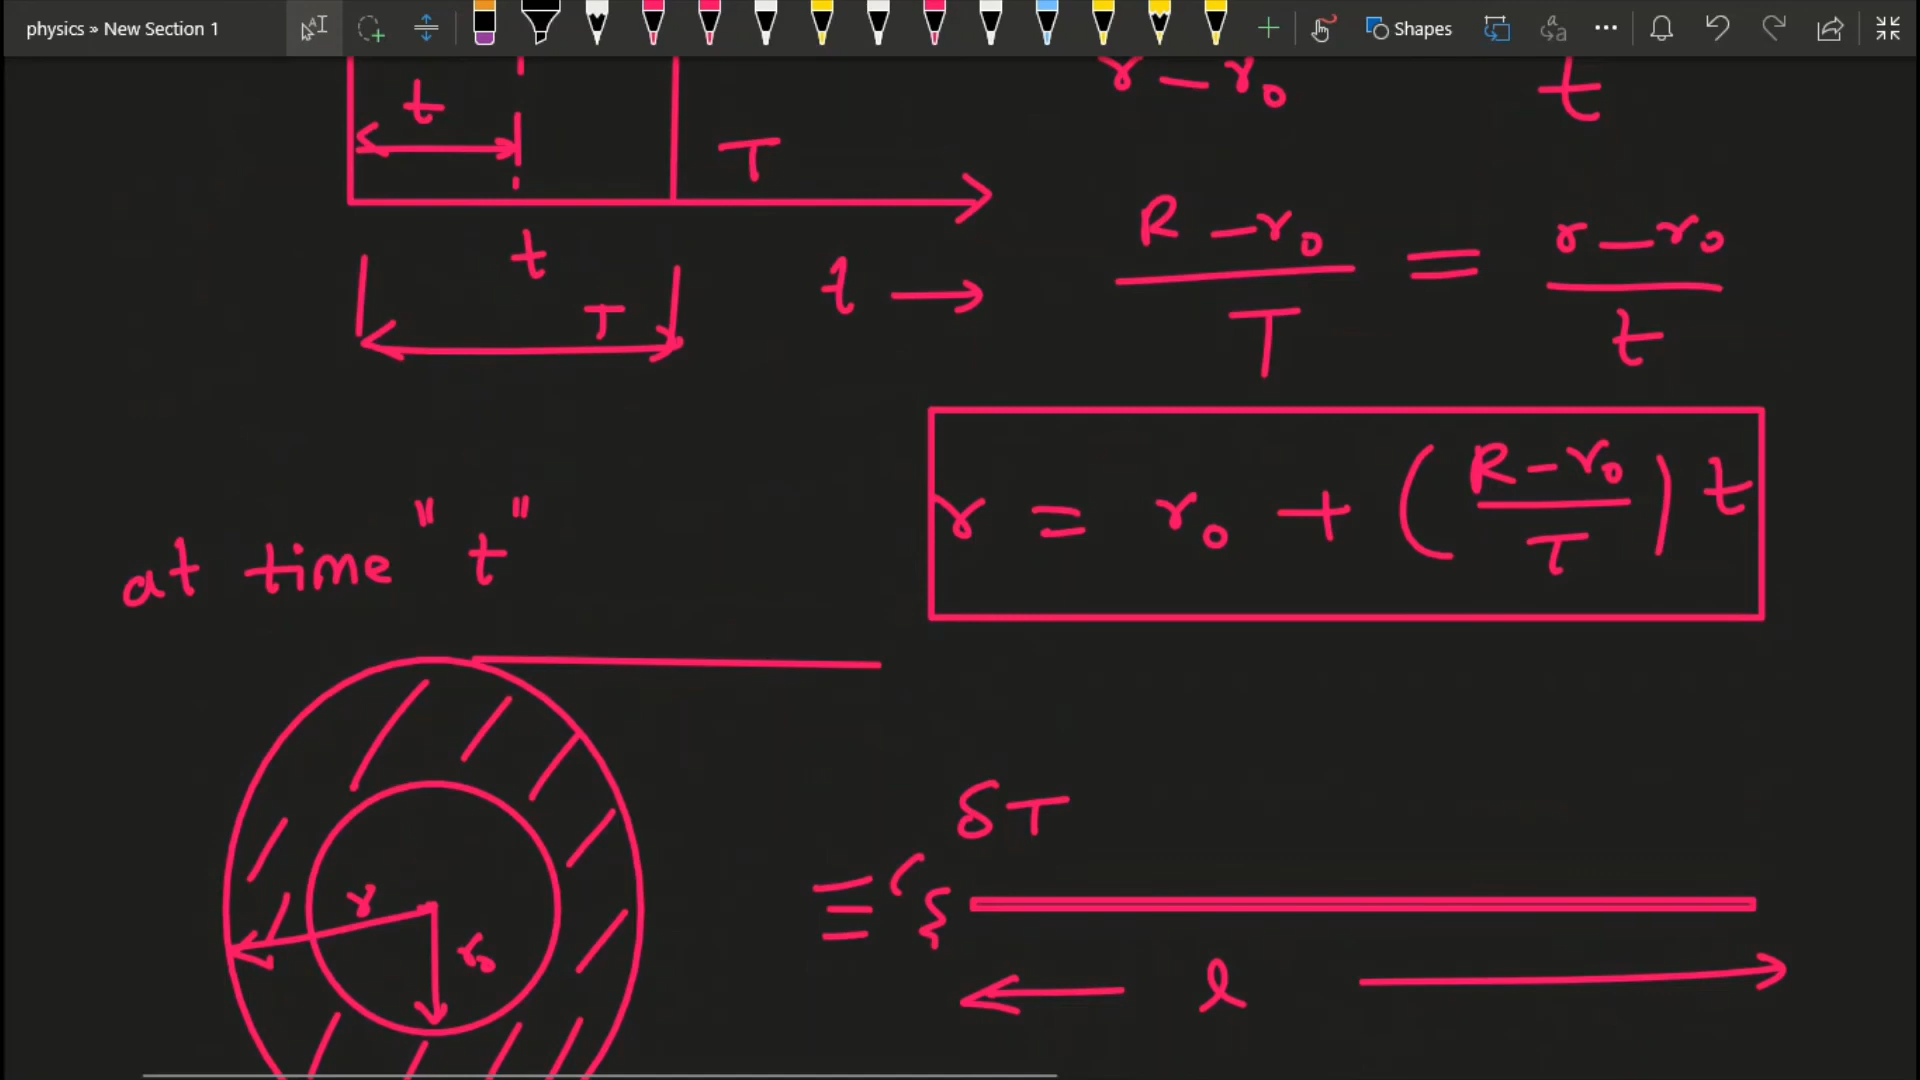 physics » New Section 1
Shapes
t
T
t
T
t →
r - r₀
t
R - r₀ / T = r - r₀ / t
r = r₀ + (R - r₀ / T) t
at time "t"
r
r₀
δT
≡ ( {
l